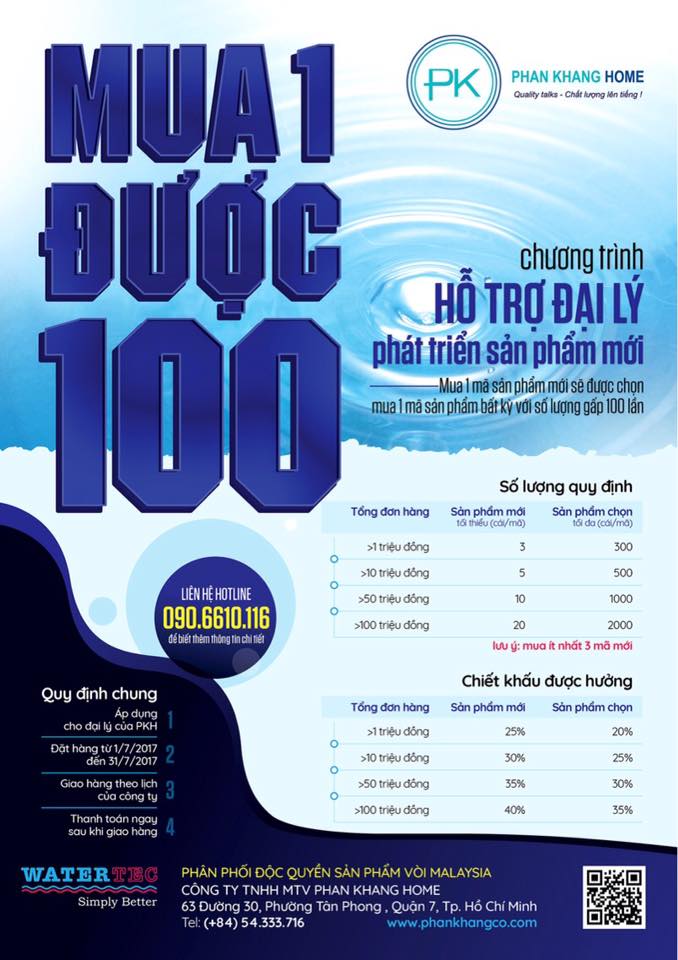 MUA 1
ĐƯỢC
100
PK
PHAN KHANG HOME
Quality talks - Chất lượng lên tiếng !
chương trình
HỖ TRỢ ĐẠI LÝ
phát triển sản phẩm mới
Mua 1 mã sản phẩm mới sẽ được chọn
mua 1 mã sản phẩm bất kỳ với số lượng gấp 100 lần
Số lượng quy định
Tổng đơn hàng Sản phẩm mới Sản phẩm chọn
tối thiểu (cái/mã) tối đa (cái/mã)
>1 triệu đồng 3 300
>10 triệu đồng 5 500
>50 triệu đồng 10 1000
>100 triệu đồng 20 2000
lưu ý: mua ít nhất 3 mã mới
LIÊN HỆ HOTLINE
090.6610.116
để biết thêm thông tin chi tiết
Chiết khấu được hưởng
Tổng đơn hàng Sản phẩm mới Sản phẩm chọn
>1 triệu đồng 25% 20%
>10 triệu đồng 30% 25%
>50 triệu đồng 35% 30%
>100 triệu đồng 40% 35%
Quy định chung
Áp dụng
cho đại lý của PKH 1
Đặt hàng từ 1/7/2017
đến 31/7/2017 2
Giao hàng theo lịch
của công ty 3
Thanh toán ngay
sau khi giao hàng 4
WATERTEC
Simply Better
PHÂN PHỐI ĐỘC QUYỀN SẢN PHẨM VÒI MALAYSIA
CÔNG TY TNHH MTV PHAN KHANG HOME
63 Đường 30, Phường Tân Phong , Quận 7, Tp. Hồ Chí Minh
Tel: (+84) 54.333.716 www.phankhangco.com